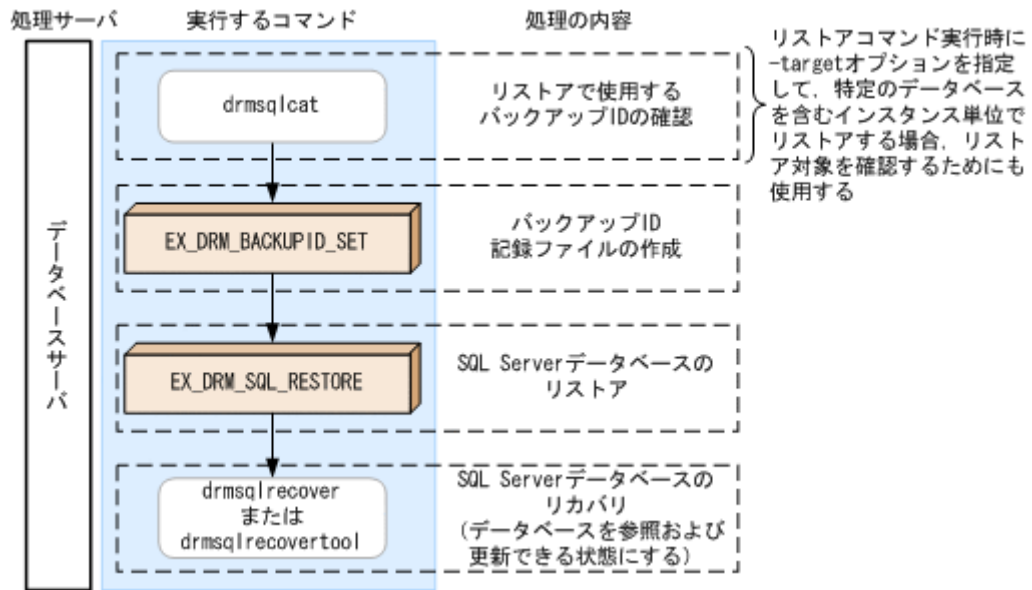 処理サーバ
実行するコマンド
処理の内容
データベースサーバ
drmsqlcat
リストアで使用する
バックアップIDの確認
リストアコマンド実行時に
-targetオプションを指定
して，特定のデータベース
を含むインスタンス単位で
リストアする場合，リスト
ア対象を確認するためにも
使用する
EX_DRM_BACKUPID_SET
バックアップID
記録ファイルの作成
EX_DRM_SQL_RESTORE
SQL Serverデータベースの
リストア
drmsqlrecover
または
drmsqlrecovertool
SQL Serverデータベースの
リカバリ
（データベースを参照および
更新できる状態にする）